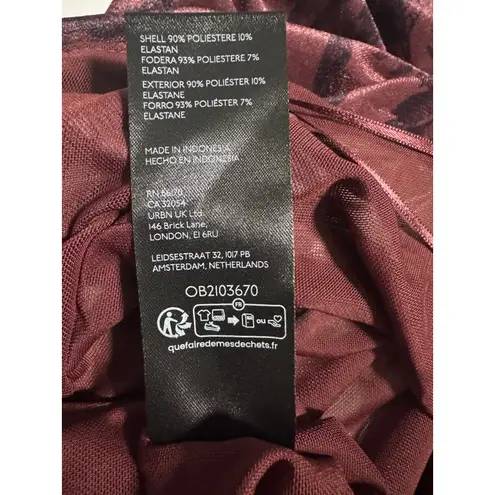 SHELL 90% POLIESTERE 10%
ELASTAN
FODERA 93% POLIESTERE 7%
ELASTAN
EXTERIOR 90% POLIÉSTER 10%
ELASTANE
FORRO 93% POLIÉSTER 7%
ELASTANE
MADE IN INDONESIA
HECHO EN INDONESIA
RN 66170
CA 32054
URBN UK Ltd
146 Brick Lane,
LONDON, E1 6RU
LEIDSESTRAAT 32, 1017 PB
AMSTERDAM, NETHERLANDS
OB2103670
FR
ou
quefairedemesdechets.fr